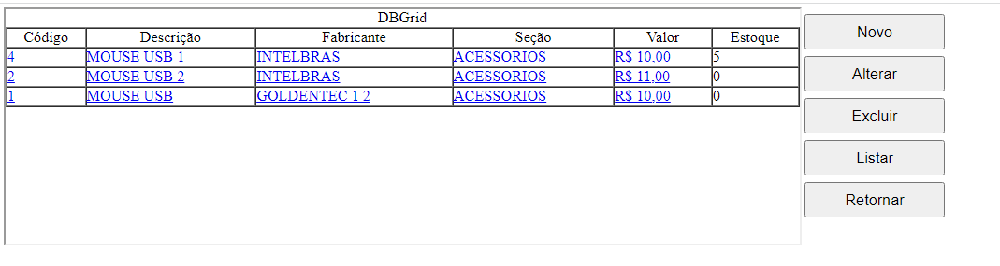 DBGrid
Código Descrição Fabricante Seção Valor Estoque
4 MOUSE USB 1 INTELBRAS ACESSORIOS R$ 10,00 5
2 MOUSE USB 2 INTELBRAS ACESSORIOS R$ 11,00 0
1 MOUSE USB GOLDENTEC 1 2 ACESSORIOS R$ 10,00 0
Novo
Alterar
Excluir
Listar
Retornar